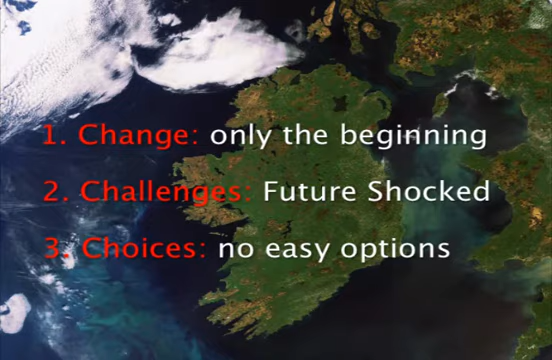 1. Change: only the beginning
2. Challenges: Future Shocked
3. Choices: no easy options